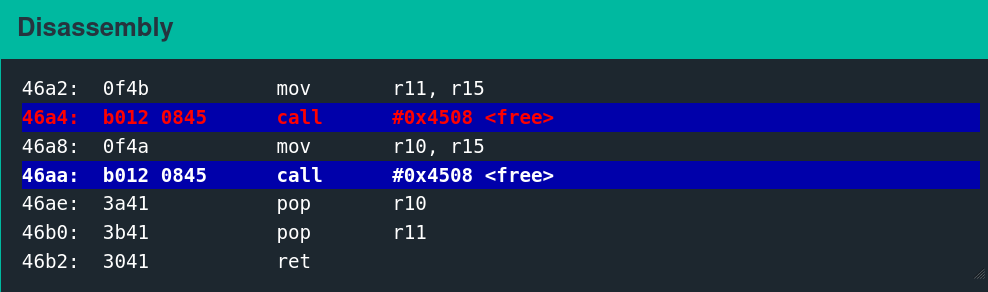 Disassembly
46a2: 0f4b mov r11, r15
46a4: b012 0845 call #0x4508 <free>
46a8: 0f4a mov r10, r15
46aa: b012 0845 call #0x4508 <free>
46ae: 3a41 pop r10
46b0: 3b41 pop r11
46b2: 3041 ret